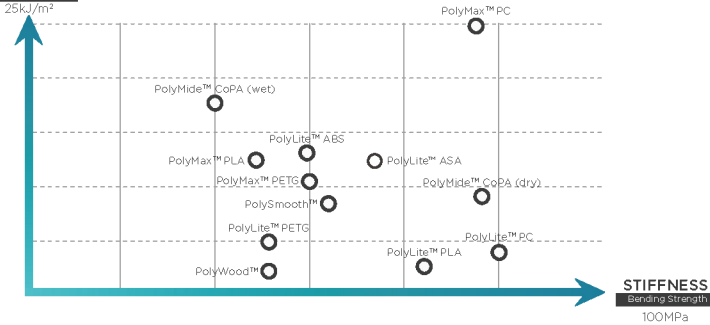 25kJ/m²
PolyMax™ PC
PolyMide™ CoPA (wet)
PolyLite™ ABS
PolyMax™ PLA
PolyLite™ ASA
PolyMax™ PETG
PolyMide™ CoPA (dry)
PolySmooth™
PolyLite™ PETG
PolyLite™ PC
PolyLite™ PLA
PolyWood™
STIFFNESS
Bending Strength
100MPa